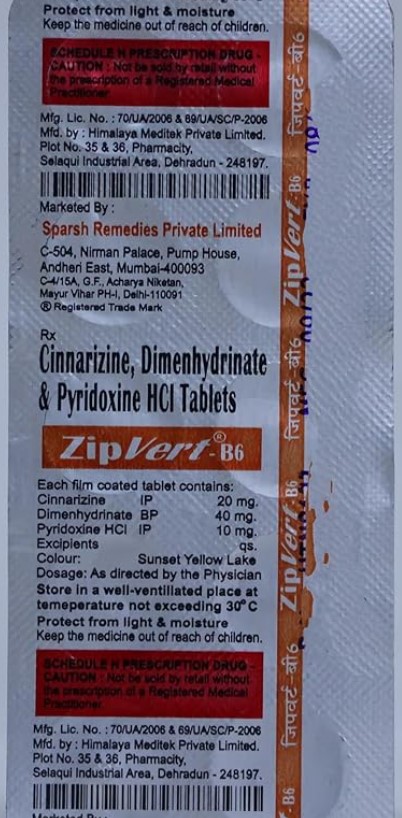 Protect from light & moisture
Keep the medicine out of reach of children.
SCHEDULE H PRESCRIPTION DRUG -
CAUTION : Not be sold by retail without
the prescription of a Registered Medical
Practitioner
Mfg. Lic. No. : 70/UA/2006 & 69/UA/SC/P-2006
Mfd. by : Himalaya Meditek Private Limited.
Plot No. 35 & 36, Pharmacity,
Selaqui Industrial Area, Dehradun - 248197.
Marketed By :
Sparsh Remedies Private Limited
C-504, Nirman Palace, Pump House,
Andheri East, Mumbai-400093
C-4/15A, G.F., Acharya Niketan,
Mayur Vihar PH-I, Delhi-110091
® Registered Trade Mark
Rx
Cinnarizine, Dimenhydrinate
& Pyridoxine HCl Tablets
ZipVert®-B6
Each film coated tablet contains:
Cinnarizine IP 20 mg.
Dimenhydrinate BP 40 mg.
Pyridoxine HCl IP 10 mg.
Excipients qs.
Colour: Sunset Yellow Lake
Dosage: As directed by the Physician
Store in a well-ventillated place at
temeperature not exceeding 30°C
Protect from light & moisture
Keep the medicine out of reach of children.
SCHEDULE H PRESCRIPTION DRUG -
CAUTION : Not be sold by retail without
the prescription of a Registered Medical
Practitioner
Mfg. Lic. No. : 70/UA/2006 & 69/UA/SC/P-2006
Mfd. by : Himalaya Meditek Private Limited.
Plot No. 35 & 36, Pharmacity,
Selaqui Industrial Area, Dehradun - 248197.
जिपवर्ट-बी6
ZipVert-B6
जिपवर्ट-बी6
ZipVert-B6
जिपवर्ट-बी6
-B6